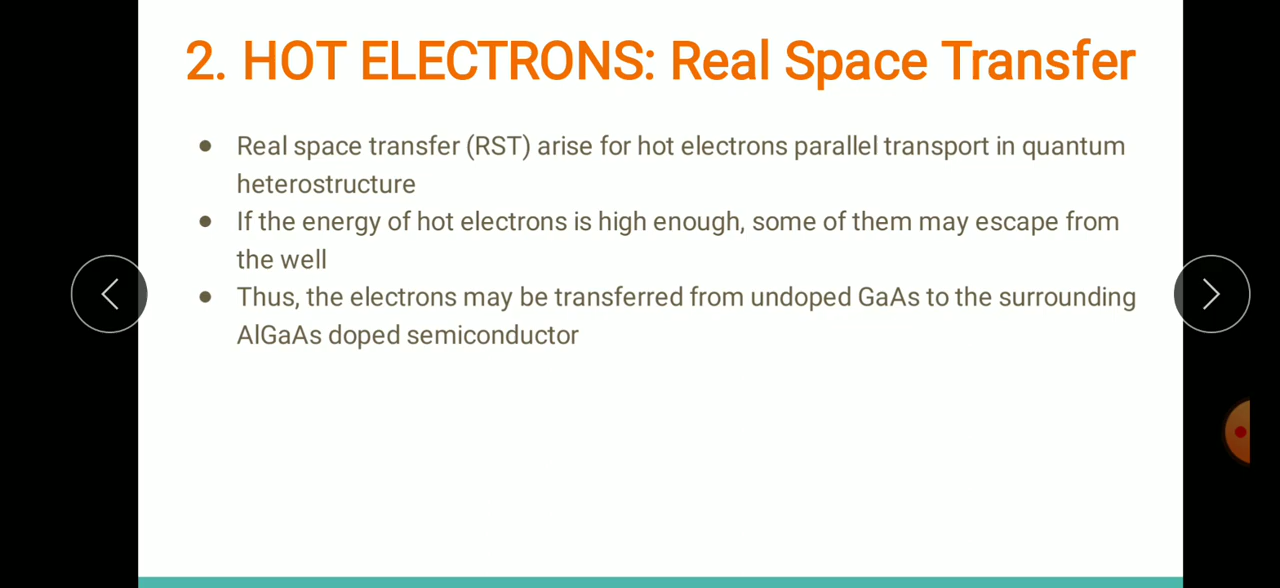 2. HOT ELECTRONS: Real Space Transfer
● Real space transfer (RST) arise for hot electrons parallel transport in quantum
heterostructure
● If the energy of hot electrons is high enough, some of them may escape from
the well
● Thus, the electrons may be transferred from undoped GaAs to the surrounding
AlGaAs doped semiconductor